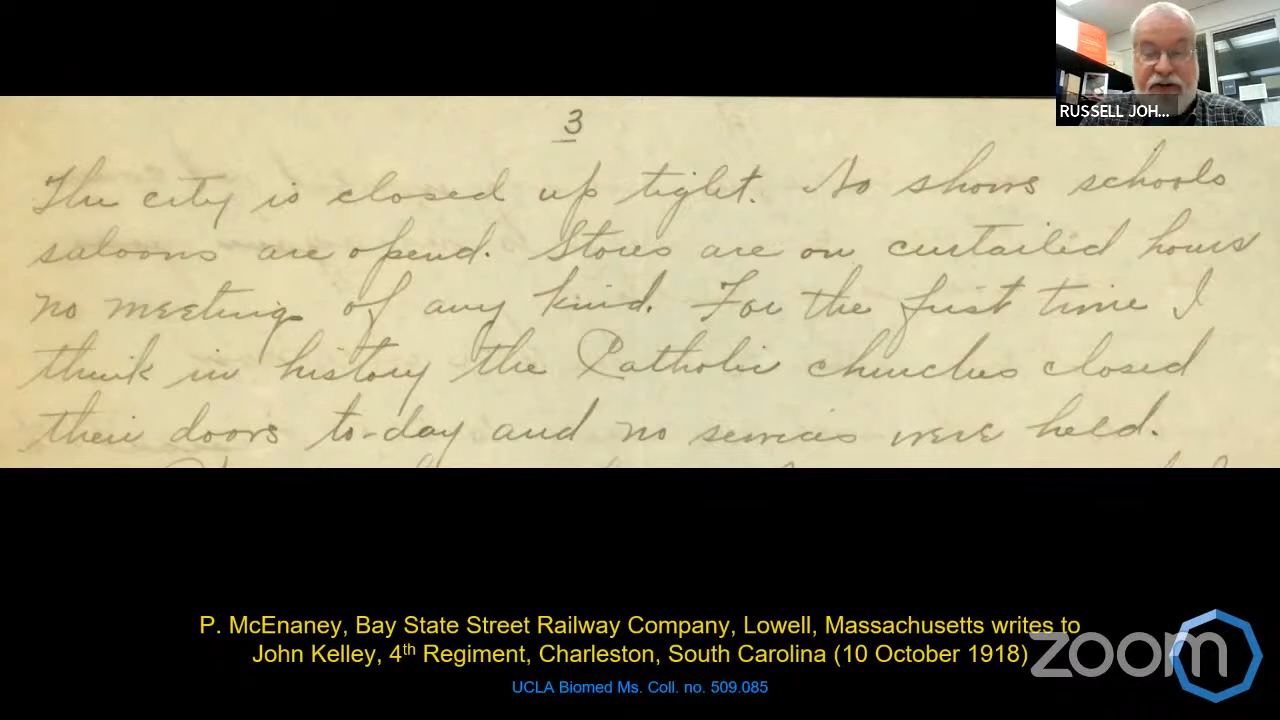 RUSSELL JOH...
3
The city is closed up tight. No shows schools
saloons are opend. Stores are on curtailed hours
no meetings of any kind. For the first time I
think in history the Catholic churches closed
their doors to-day and no services were held.
P. McEnaney, Bay State Street Railway Company, Lowell, Massachusetts writes to
John Kelley, 4th Regiment, Charleston, South Carolina (10 October 1918)
UCLA Biomed Ms. Coll. no. 509.085
zoom